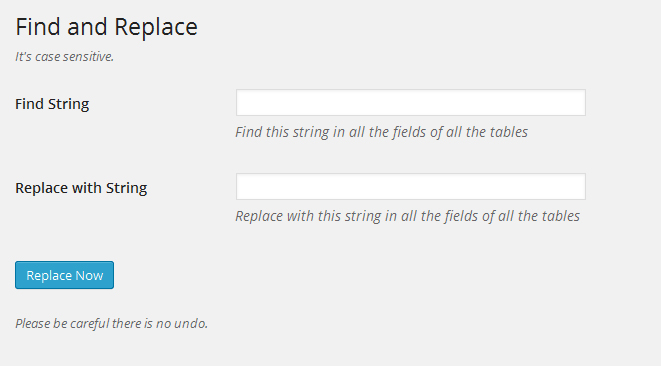 Find and Replace
It's case sensitive.
Find String
Find this string in all the fields of all the tables
Replace with String
Replace with this string in all the fields of all the tables
Replace Now
Please be careful there is no undo.